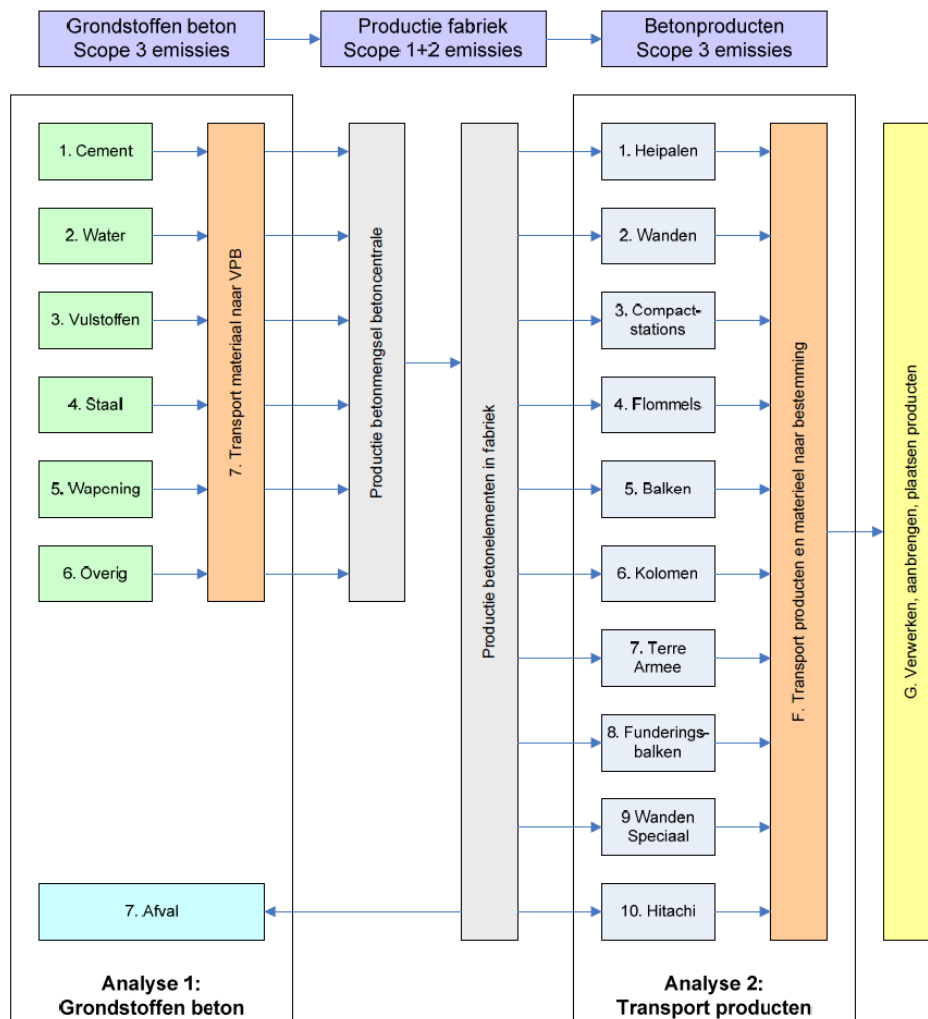 Grondstoffen beton
Scope 3 emissies
Productie fabriek
Scope 1+2 emissies
Betonproducten
Scope 3 emissies
1. Cement
2. Water
3. Vulstoffen
4. Staal
5. Wapening
6. Overig
7. Transport materiaal naar VPB
Productie betonmengsel betoncentrale
Productie betonelementen in fabriek
1. Heipalen
2. Wanden
3. Compact-
stations
4. Flommels
5. Balken
6. Kolomen
7. Terre
Armee
8. Funderings-
balken
9 Wanden
Speciaal
10. Hitachi
F. Transport producten en materieel naar bestemming
G. Verwerken, aanbrengen, plaatsen producten
7. Afval
Analyse 1:
Grondstoffen beton
Analyse 2:
Transport producten